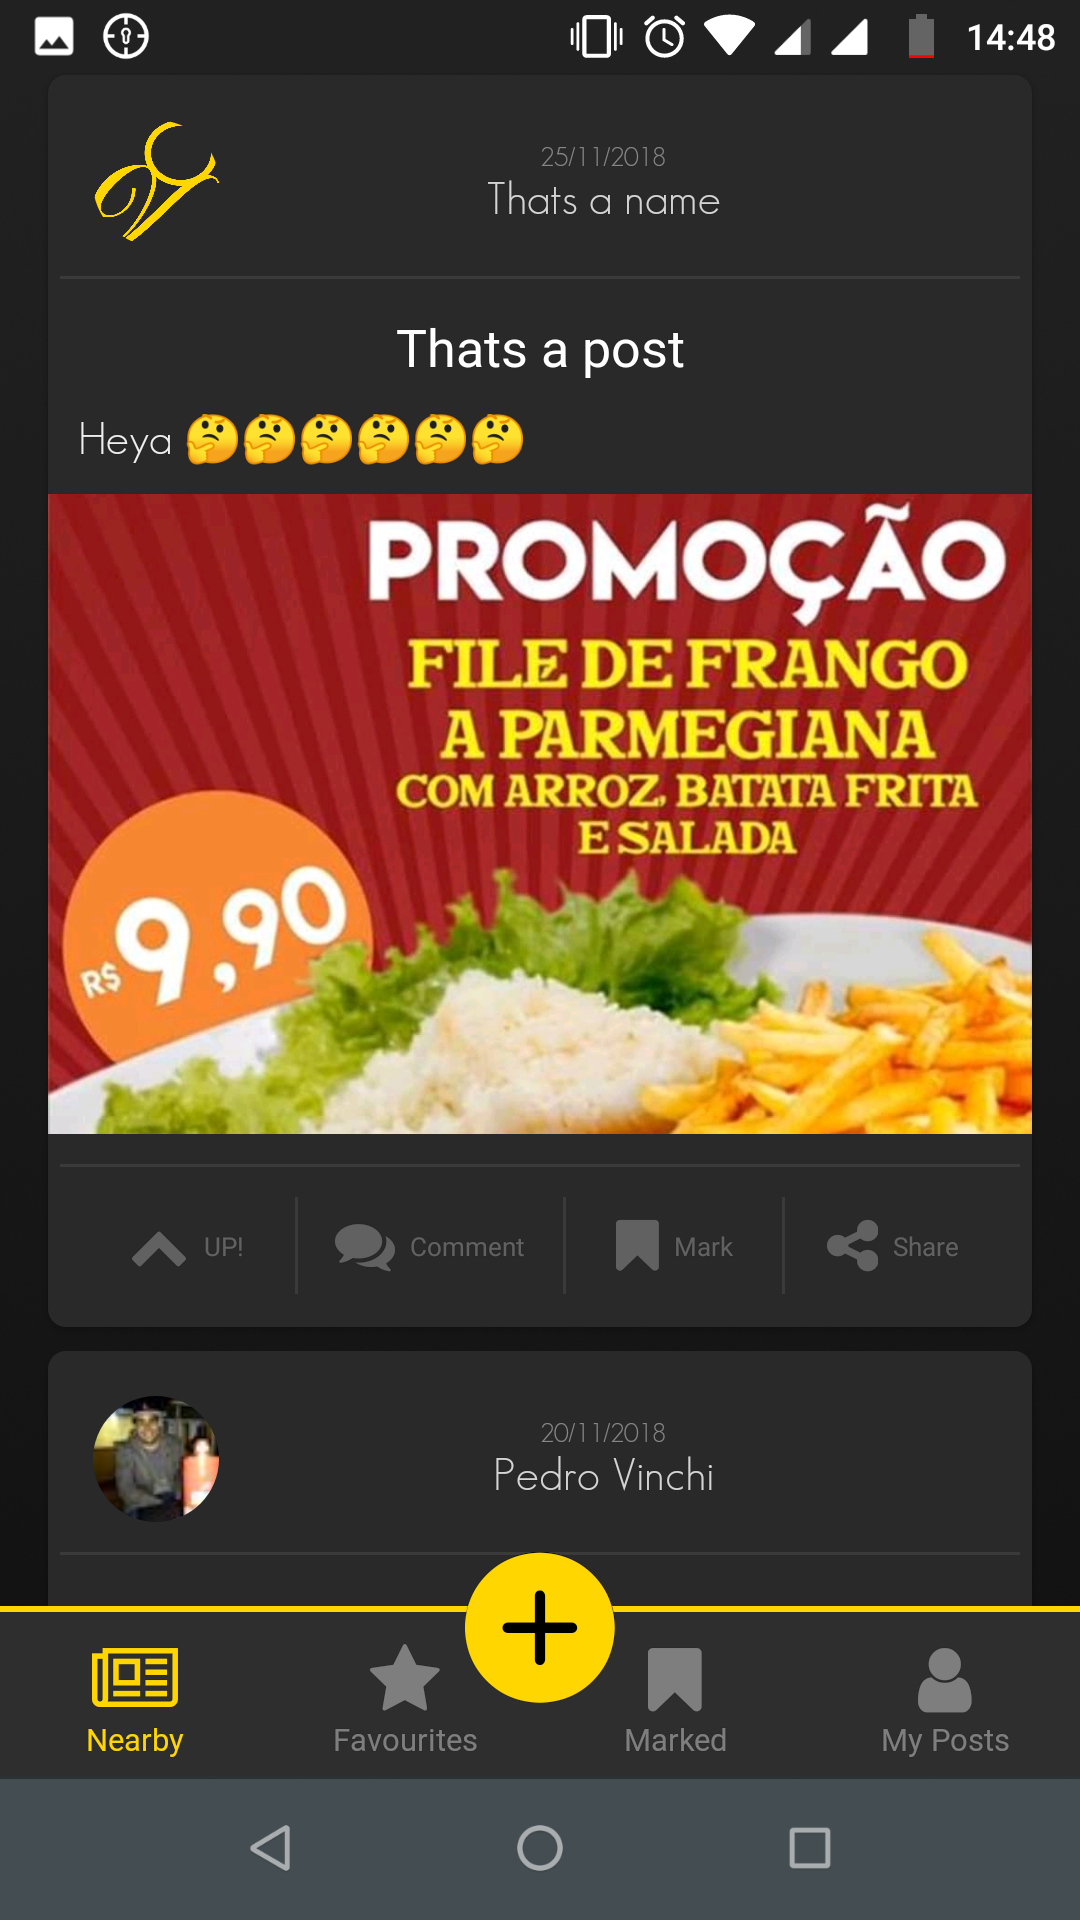 14:48
25/11/2018
Thats a name
Thats a post
Heya 🤔🤔🤔🤔🤔🤔
PROMOÇÃO
FILÉ DE FRANGO
A PARMEGIANA
COM ARROZ, BATATA FRITA
E SALADA
R$ 9,90
UP! Comment Mark Share
20/11/2018
Pedro Vinchi
Nearby Favourites Marked My Posts